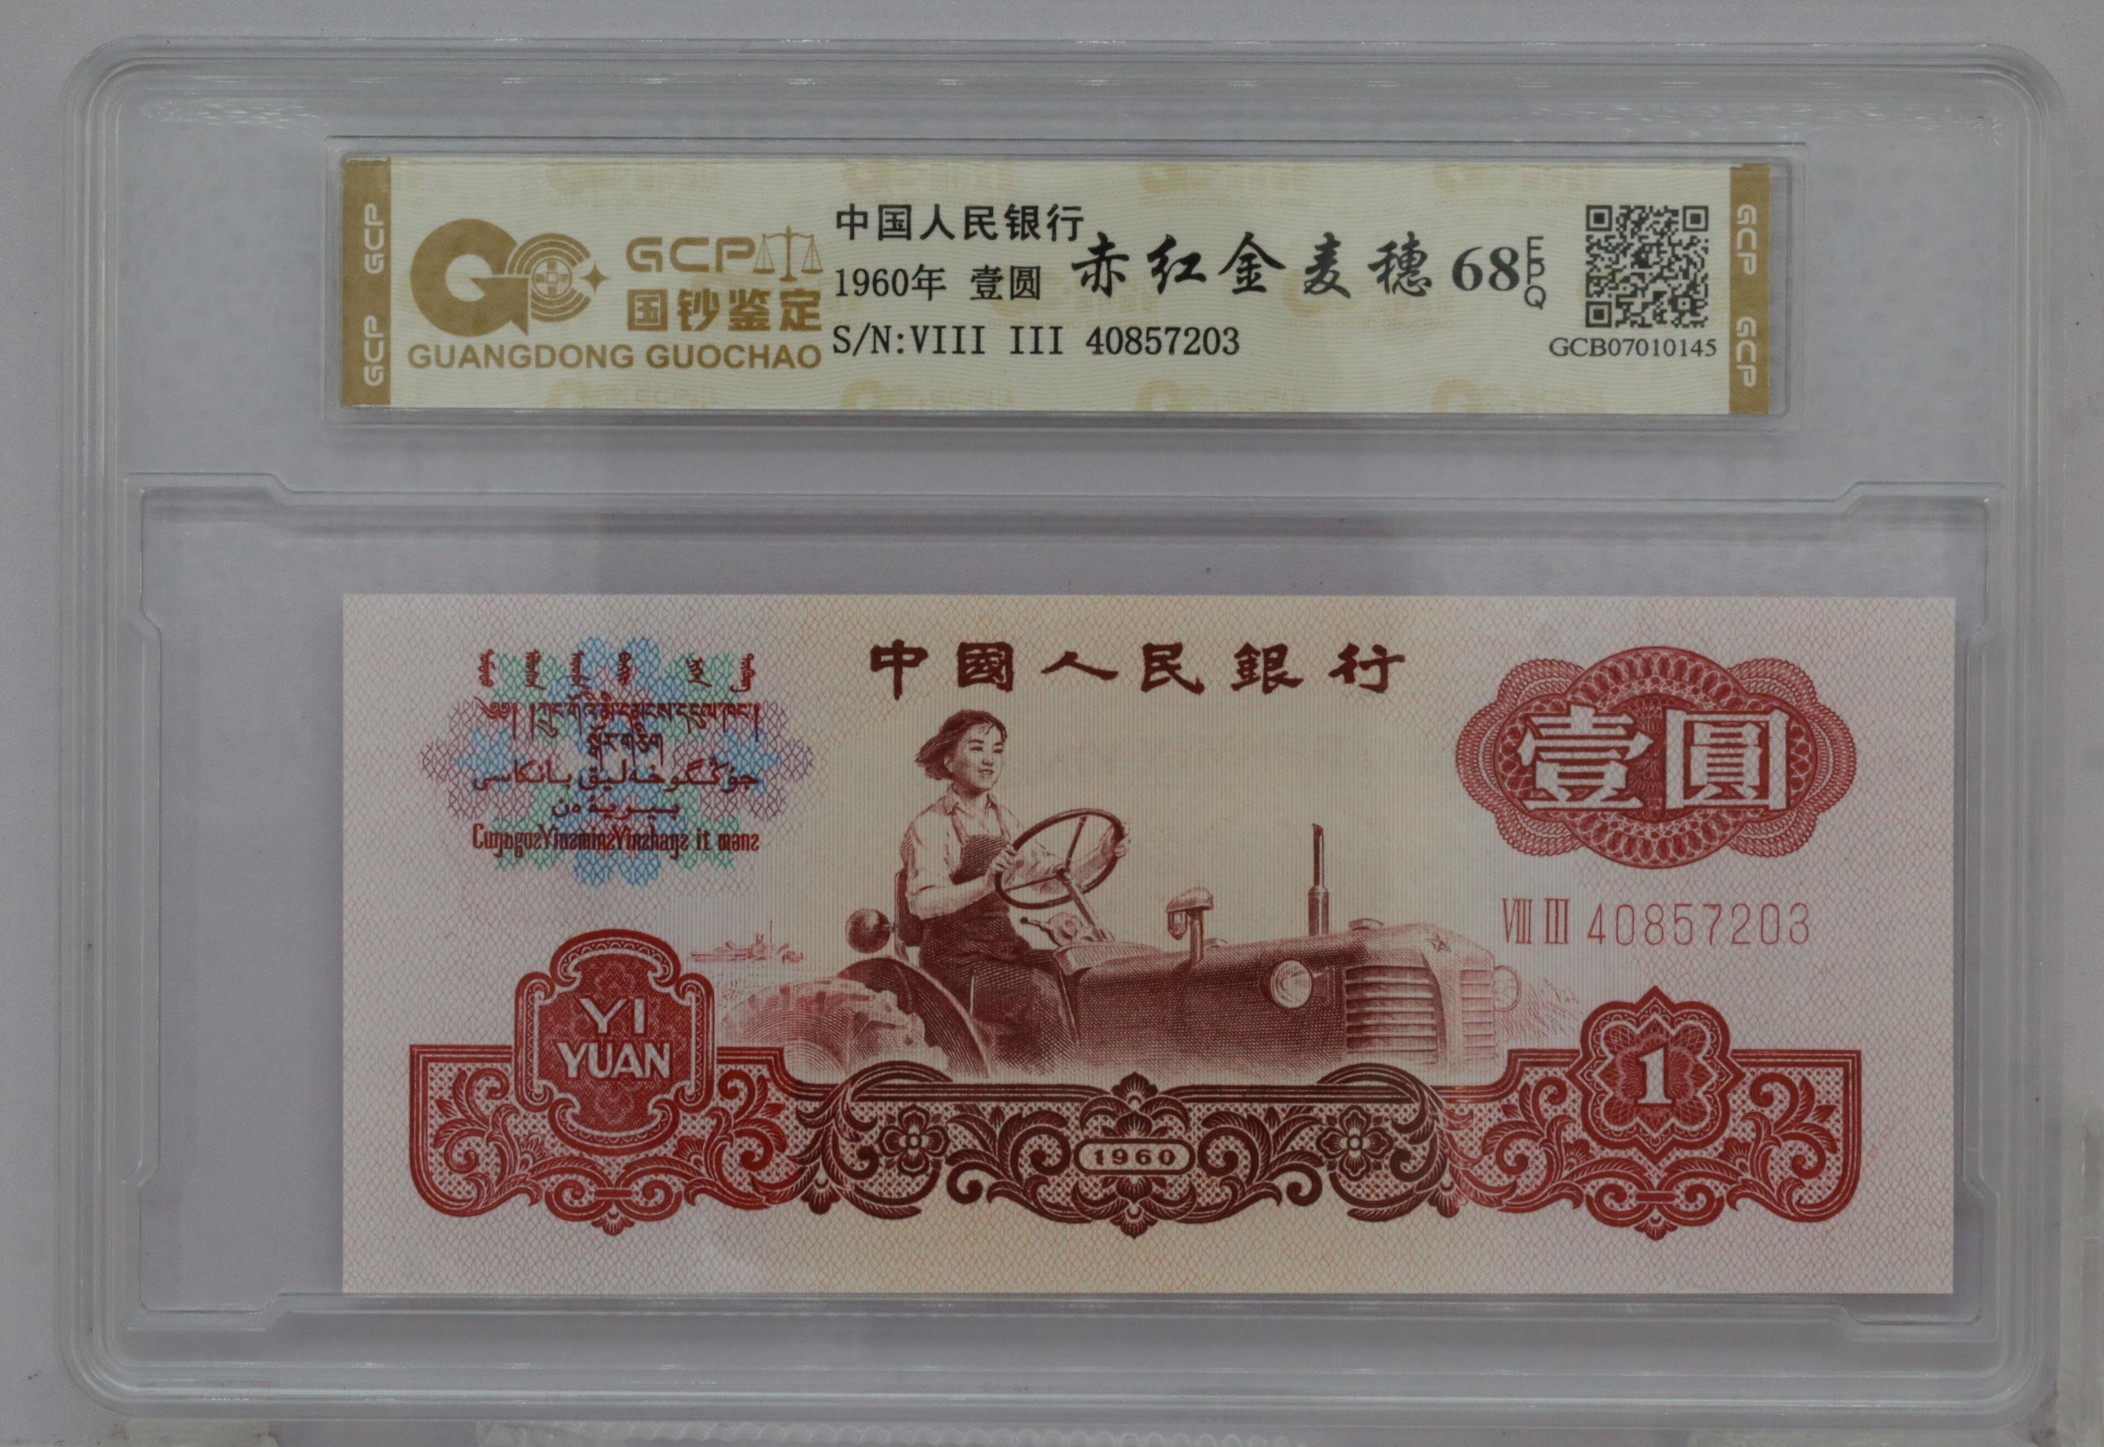 GCP
GCP
GCP
国钞鉴定
GUANGDONG GUOCHAO
中国人民银行
1960年 壹圆
赤红金麦穗 68 EPQ
S/N:VIII III 40857203
GCB07010145
GCP
GCP
中國人民銀行
壹圓
VIII III 40857203
YI
YUAN
1
1960